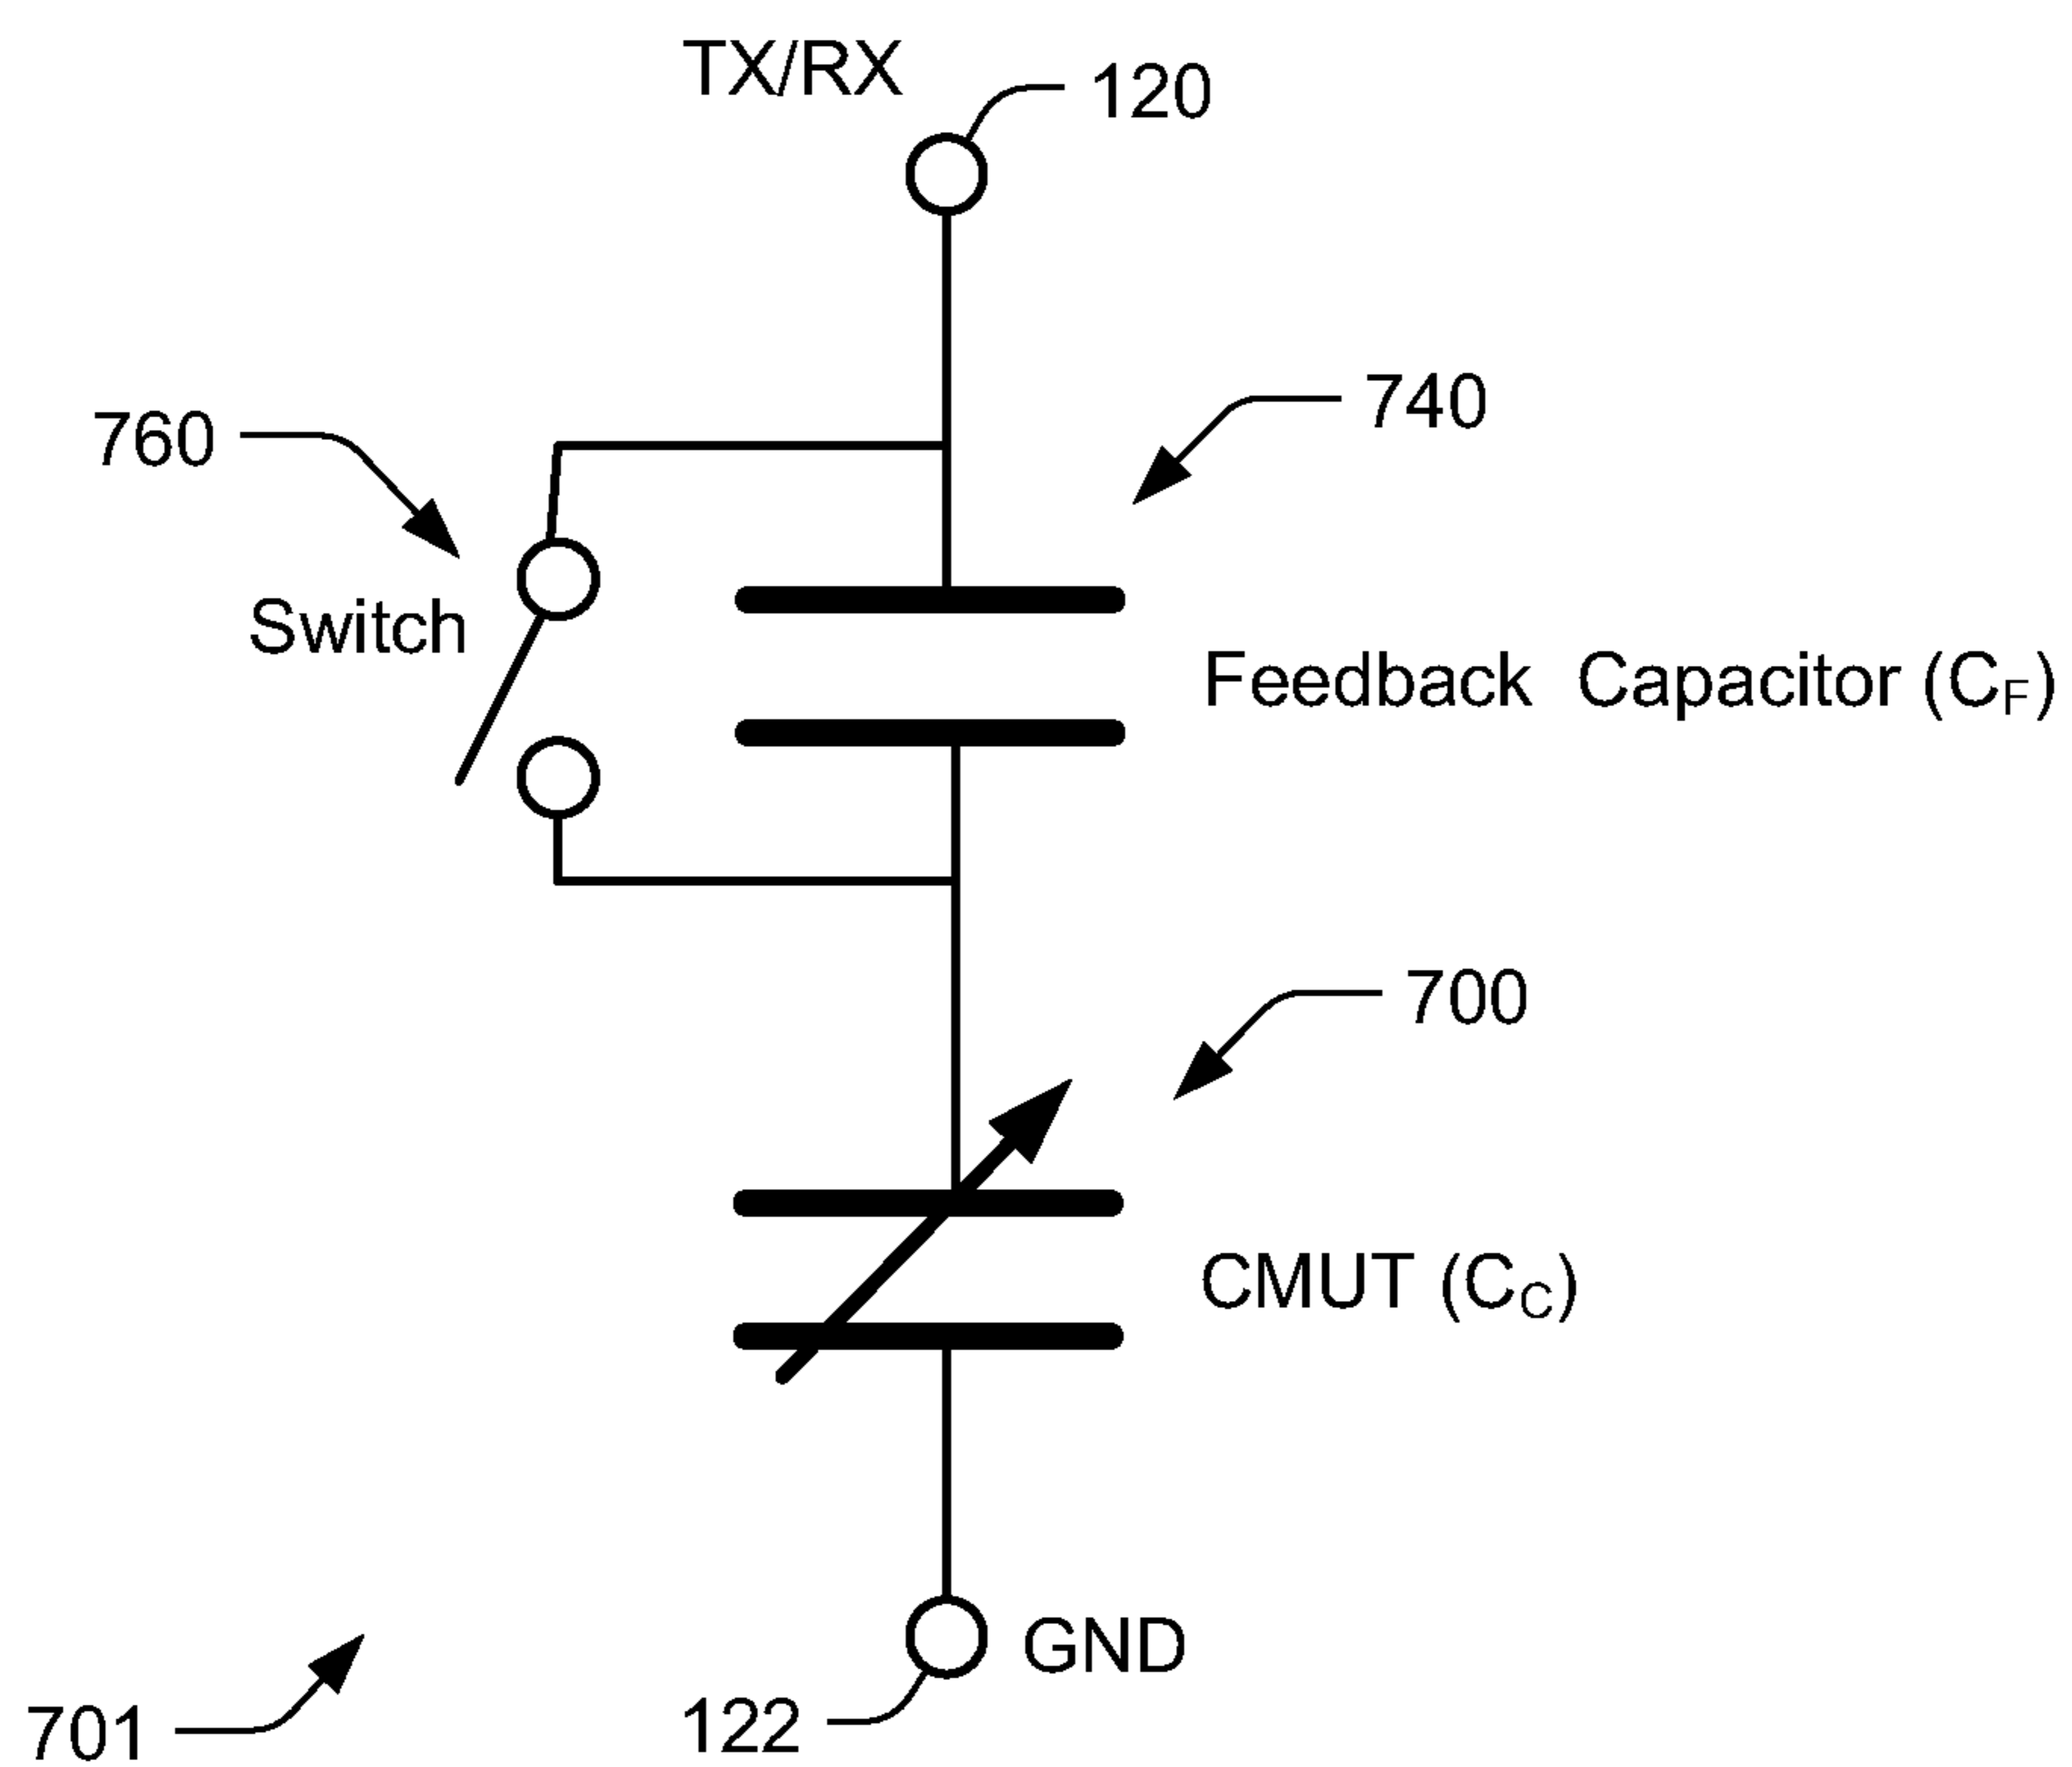 TX/RX
120
740
760
Switch
Feedback Capacitor (CF)
700
CMUT (CC)
GND
122
701